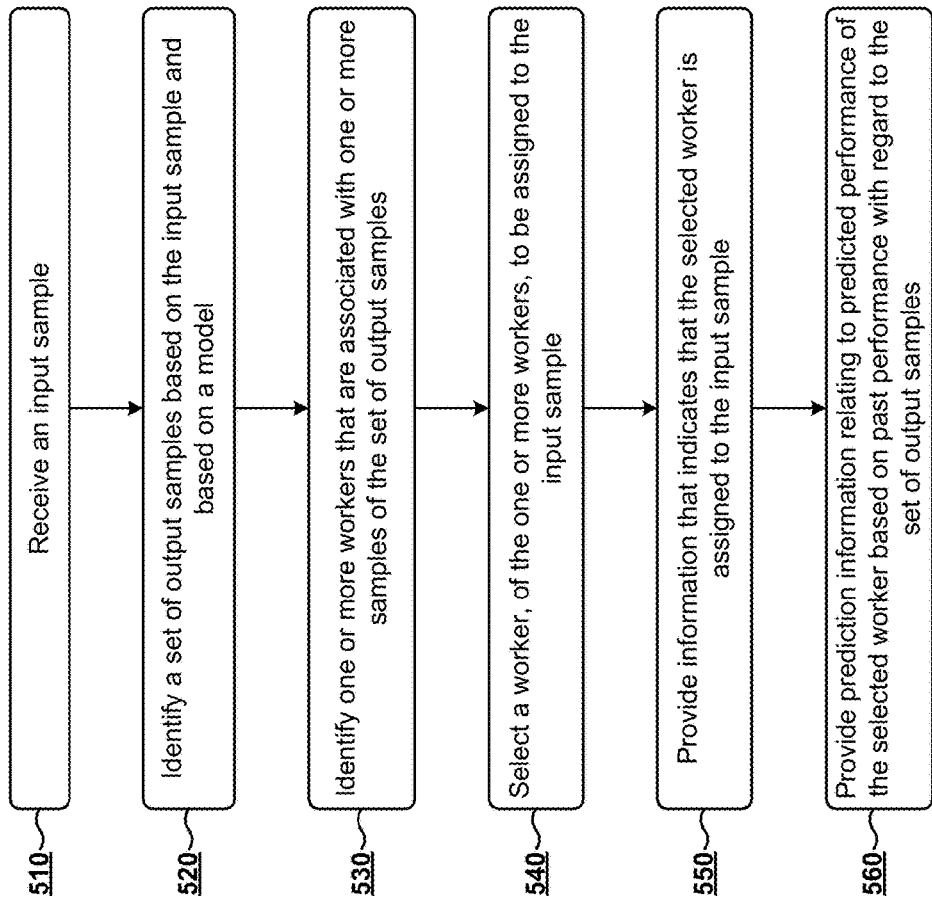 510
Receive an input sample
520
Identify a set of output samples based on the input sample and
based on a model
530
Identify one or more workers that are associated with one or more
samples of the set of output samples
540
Select a worker, of the one or more workers, to be assigned to the
input sample
550
Provide information that indicates that the selected worker is
assigned to the input sample
560
Provide prediction information relating to predicted performance of
the selected worker based on past performance with regard to the
set of output samples